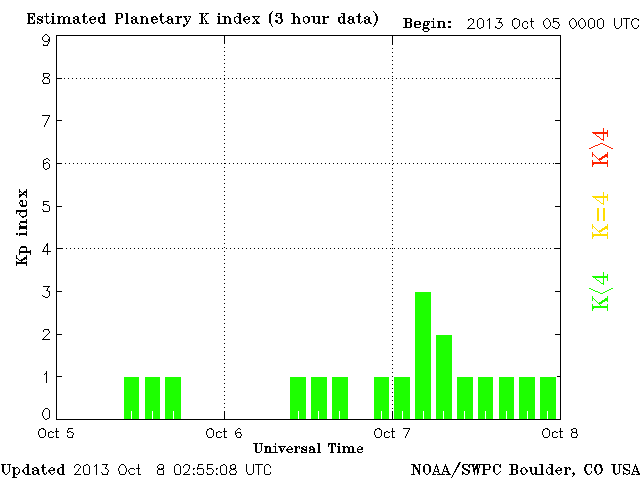 Estimated Planetary K index (3 hour data) Begin: 2013 Oct 05 0000 UTC
9
8
7
6
5
4
3
2
1
0
Kp index
Oct 5 Oct 6 Oct 7 Oct 8
Universal Time
K>4
K=4
K<4
Updated 2013 Oct 8 02:55:08 UTC NOAA/SWPC Boulder, CO USA